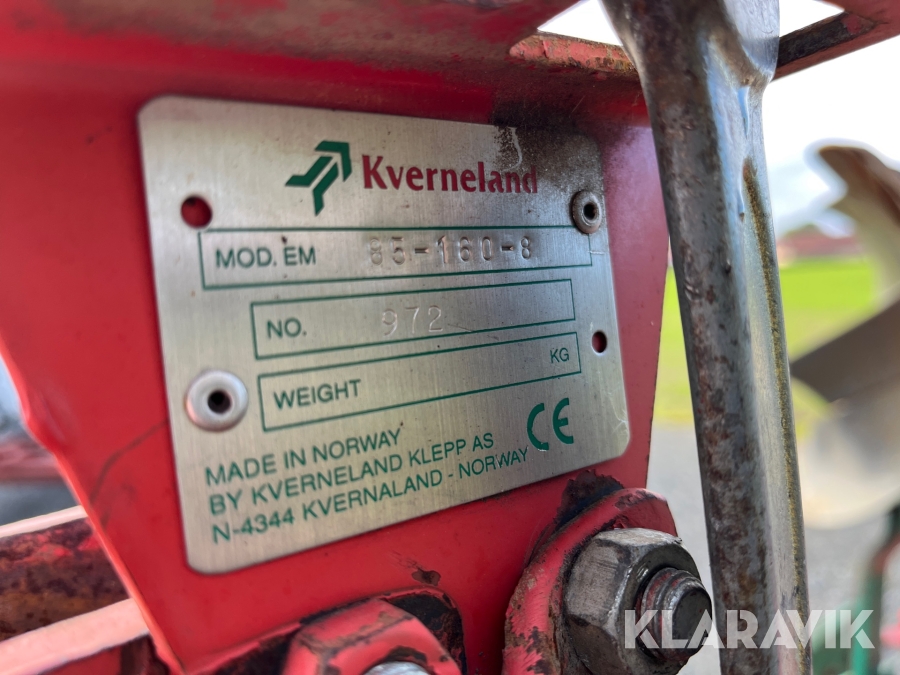 Kverneland
MOD. EM 85-160-8
NO. 972
WEIGHT KG
MADE IN NORWAY
BY KVERNELAND KLEPP AS
N-4344 KVERNALAND - NORWAY
CE
KLARAVIK